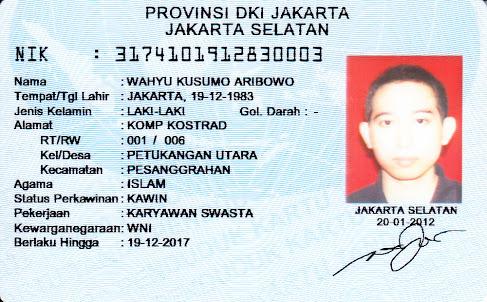 PROVINSI DKI JAKARTA
JAKARTA SELATAN
NIK : 3174101912830003
Nama : WAHYU KUSUMO ARIBOWO
Tempat/Tgl Lahir : JAKARTA, 19-12-1983
Jenis Kelamin : LAKI-LAKI Gol. Darah : -
Alamat : KOMP KOSTRAD
RT/RW : 001 / 006
Kel/Desa : PETUKANGAN UTARA
Kecamatan : PESANGGRAHAN
Agama : ISLAM
Status Perkawinan : KAWIN
Pekerjaan : KARYAWAN SWASTA
Kewarganegaraan : WNI
Berlaku Hingga : 19-12-2017
JAKARTA SELATAN
20-01-2012